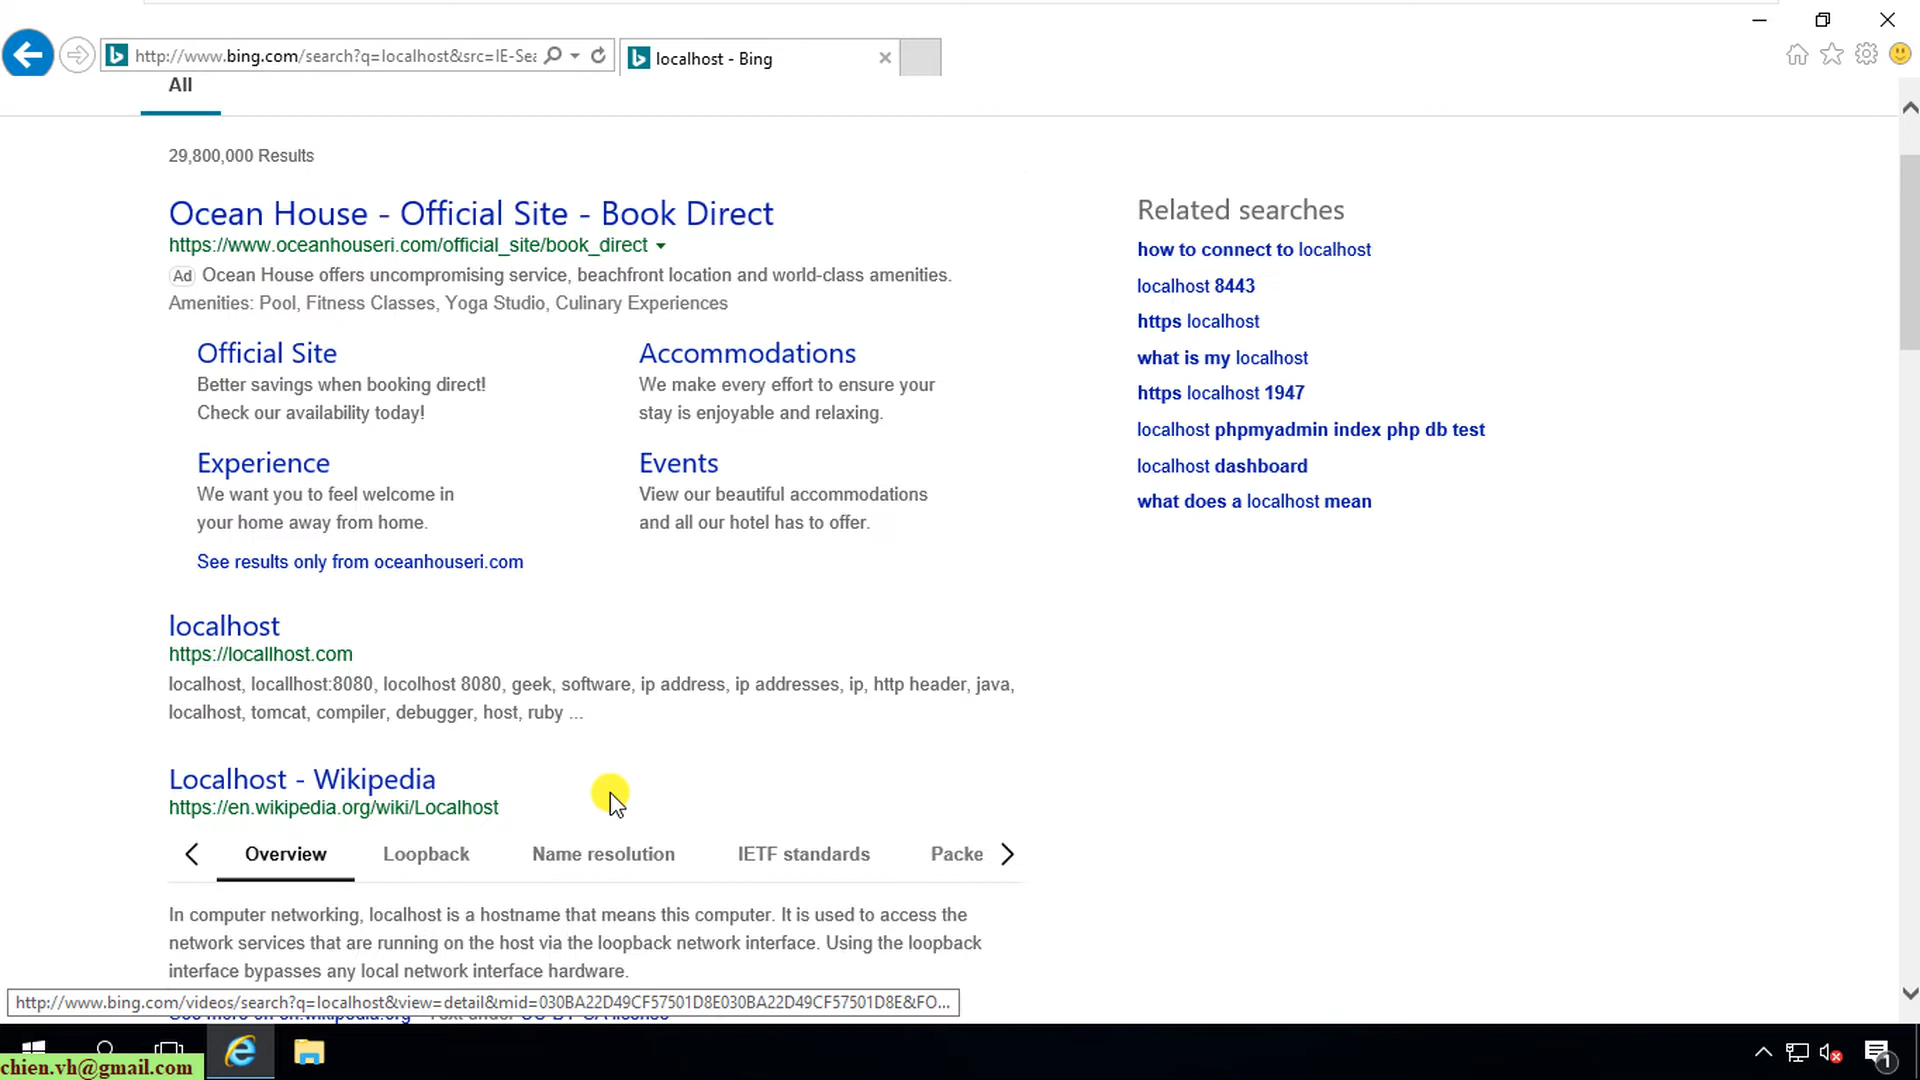 http://www.bing.com/search?q=localhost&src=IE-Sea
localhost - Bing
All
29,800,000 Results
Ocean House - Official Site - Book Direct
https://www.oceanhouseri.com/official_site/book_direct
Ad Ocean House offers uncompromising service, beachfront location and world-class amenities.
Amenities: Pool, Fitness Classes, Yoga Studio, Culinary Experiences
Official Site
Better savings when booking direct!
Check our availability today!
Accommodations
We make every effort to ensure your
stay is enjoyable and relaxing.
Experience
We want you to feel welcome in
your home away from home.
Events
View our beautiful accommodations
and all our hotel has to offer.
See results only from oceanhouseri.com
localhost
https://locallhost.com
localhost, locallhost:8080, locolhost 8080, geek, software, ip address, ip addresses, ip, http header, java,
localhost, tomcat, compiler, debugger, host, ruby ...
Localhost - Wikipedia
https://en.wikipedia.org/wiki/Localhost
Overview Loopback Name resolution IETF standards Packe
In computer networking, localhost is a hostname that means this computer. It is used to access the
network services that are running on the host via the loopback network interface. Using the loopback
interface bypasses any local network interface hardware.
Related searches
how to connect to localhost
localhost 8443
https localhost
what is my localhost
https localhost 1947
localhost phpmyadmin index php db test
localhost dashboard
what does a localhost mean
http://www.bing.com/videos/search?q=localhost&view=detail&mid=030BA22D49CF57501D8E030BA22D49CF57501D8E&FO...
chien.vh@gmail.com
1